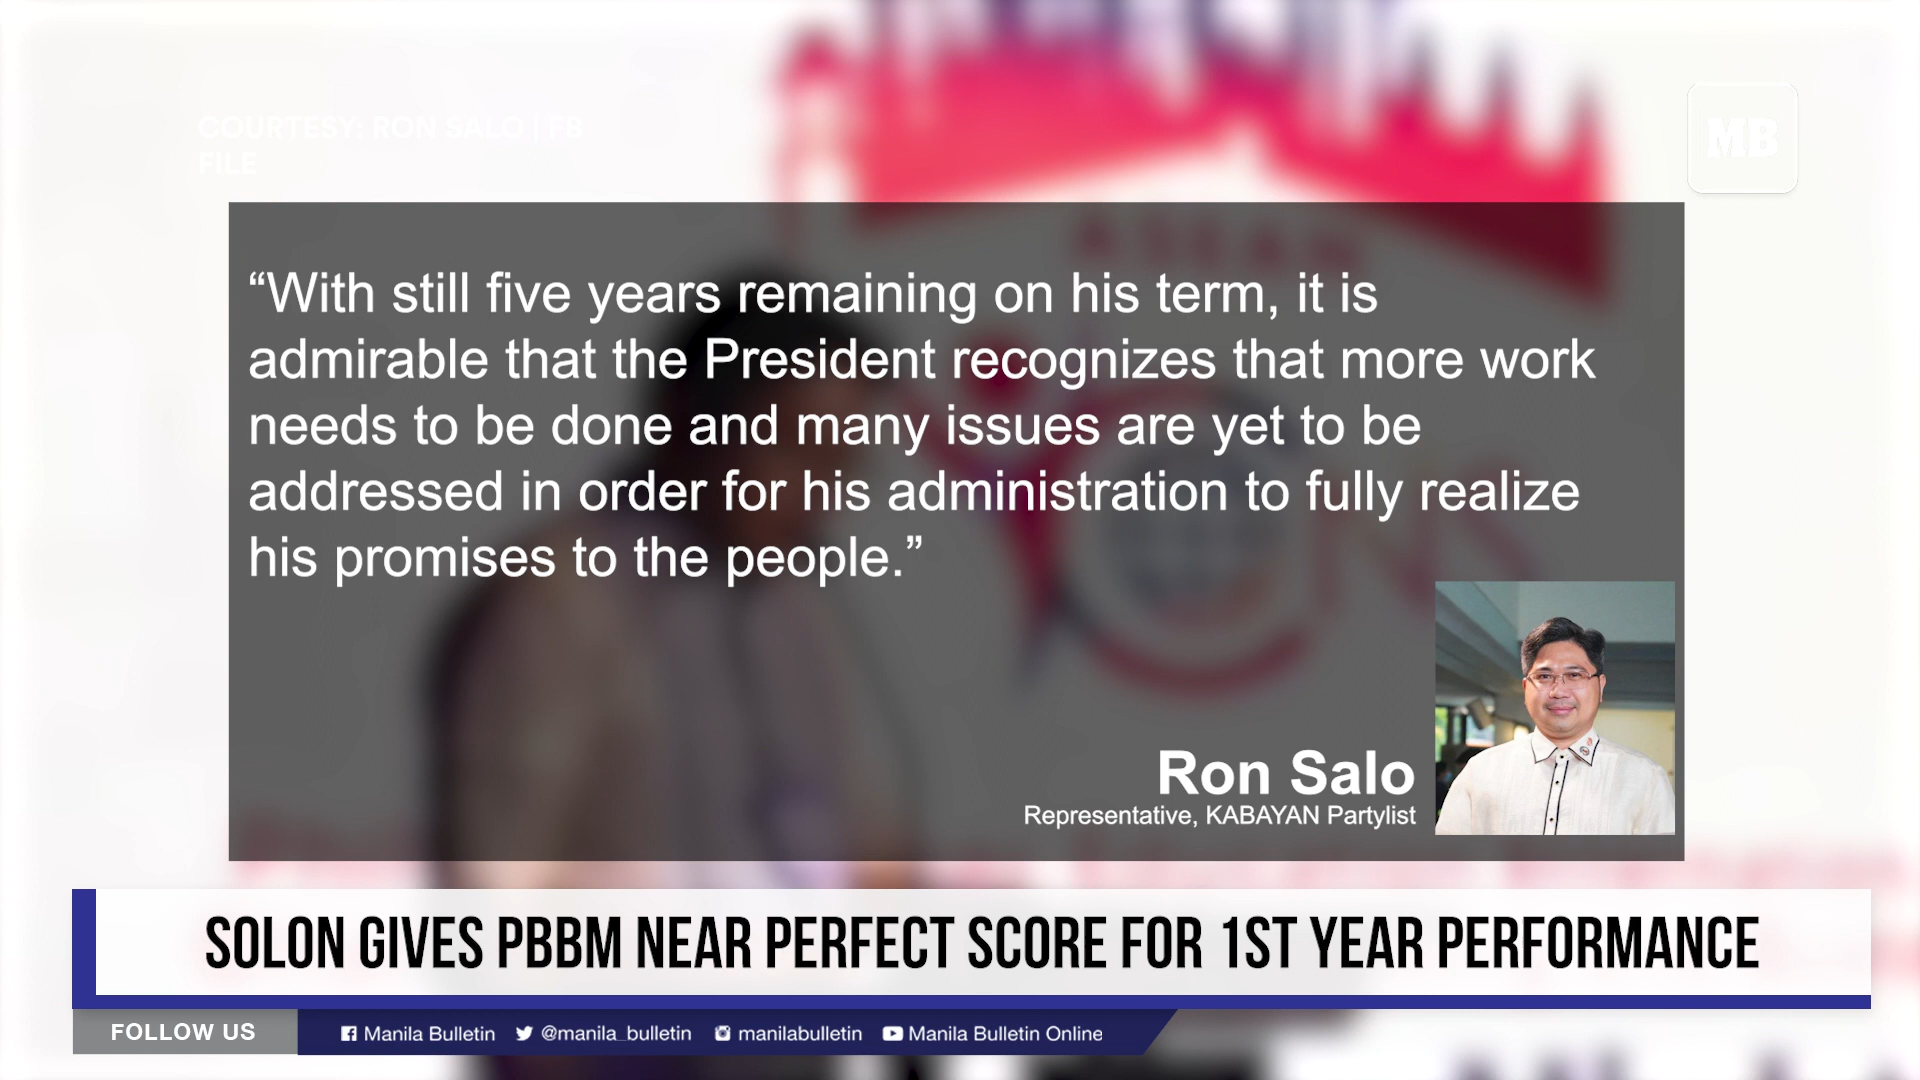 COURTESY: RON SALO | FB
FILE
MB
ASEAN
“With still five years remaining on his term, it is
admirable that the President recognizes that more work
needs to be done and many issues are yet to be
addressed in order for his administration to fully realize
his promises to the people.”
Ron Salo
Representative, KABAYAN Partylist
SOLON GIVES PBBM NEAR PERFECT SCORE FOR 1ST YEAR PERFORMANCE
FOLLOW US
Manila Bulletin
@manila_bulletin
manilabulletin
Manila Bulletin Online